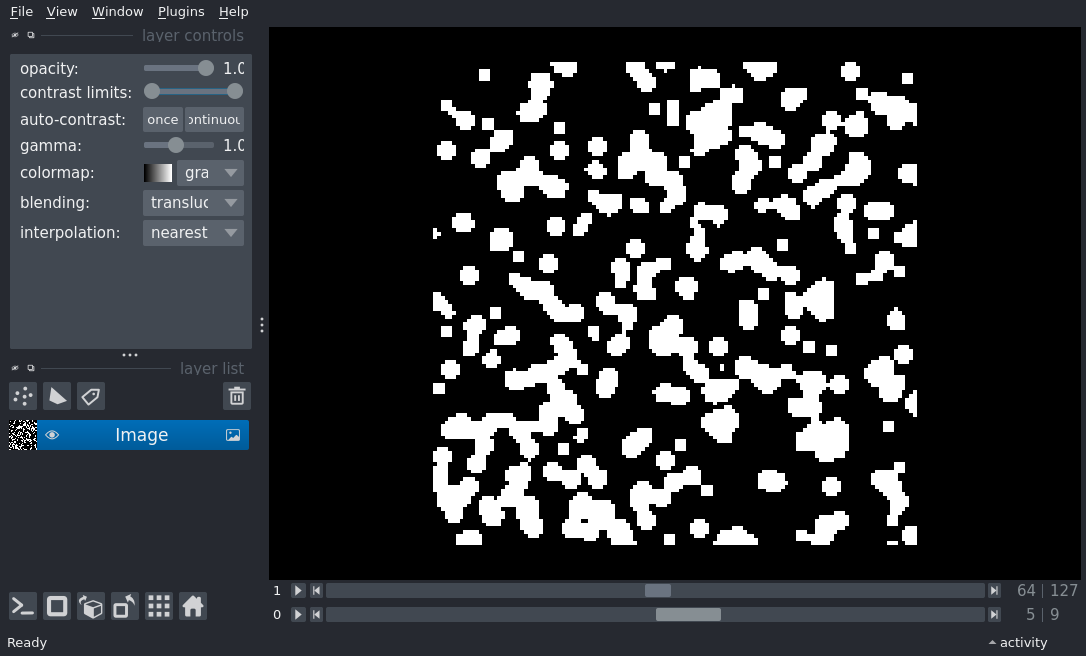 File View Window Plugins Help
layer controls
opacity: 1.0
contrast limits:
auto-contrast: once ontinuou
gamma: 1.0
colormap: gra
blending: transluc
interpolation: nearest
layer list
Image
1 64 | 127
0 5 | 9
Ready activity